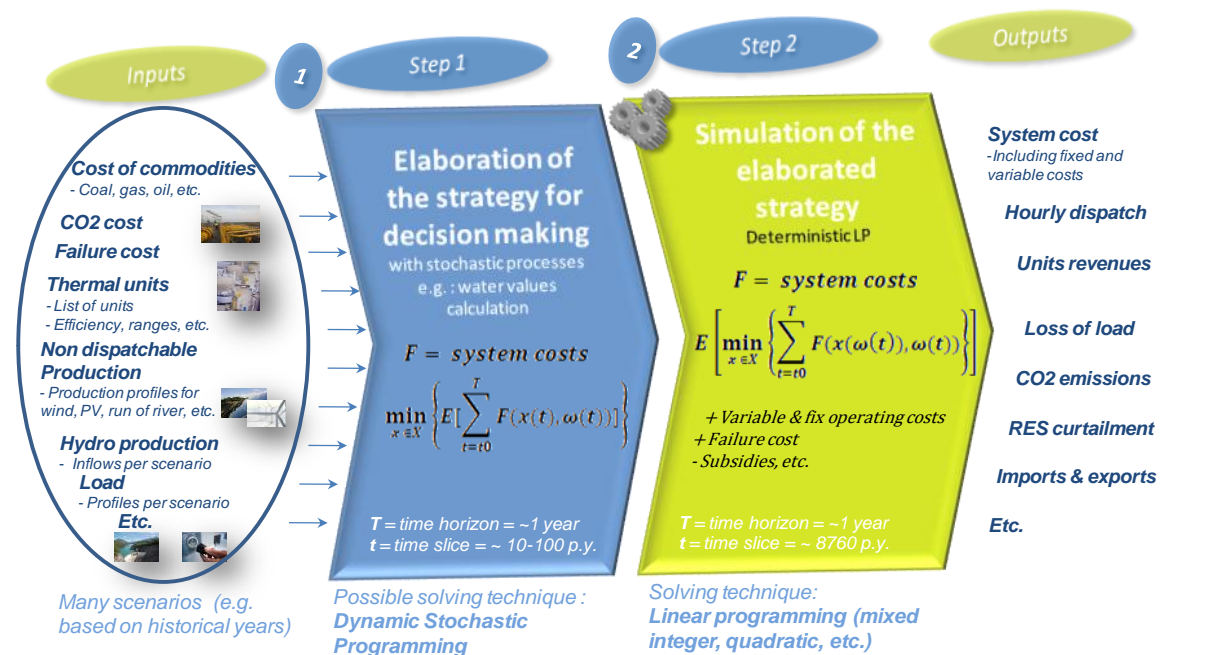 Inputs
1
Step 1
2
Step 2
Outputs
Cost of commodities
- Coal, gas, oil, etc.
CO2 cost
Failure cost
Thermal units
- List of units
- Efficiency, ranges, etc.
Non dispatchable
Production
- Production profiles for
wind, PV, run of river, etc.
Hydro production
- Inflows per scenario
Load
- Profiles per scenario
Etc.
Many scenarios (e.g.
based on historical years)
Elaboration of
the strategy for
decision making
with stochastic processes
e.g. : water values
calculation
F = system costs
min x∈X {E[∑ t=t0 T F(x(t), ω(t))]}
T = time horizon = ~1 year
t = time slice = ~ 10-100 p.y.
Possible solving technique :
Dynamic Stochastic
Programming
Simulation of the
elaborated
strategy
Deterministic LP
F = system costs
E [min x∈X {∑ t=t0 T F(x(ω(t)), ω(t))}]
+ Variable & fix operating costs
+ Failure cost
- Subsidies, etc.
T = time horizon = ~1 year
t = time slice = ~ 8760 p.y.
Solving technique:
Linear programming (mixed
integer, quadratic, etc.)
System cost
-Including fixed and
variable costs
Hourly dispatch
Units revenues
Loss of load
CO2 emissions
RES curtailment
Imports & exports
Etc.